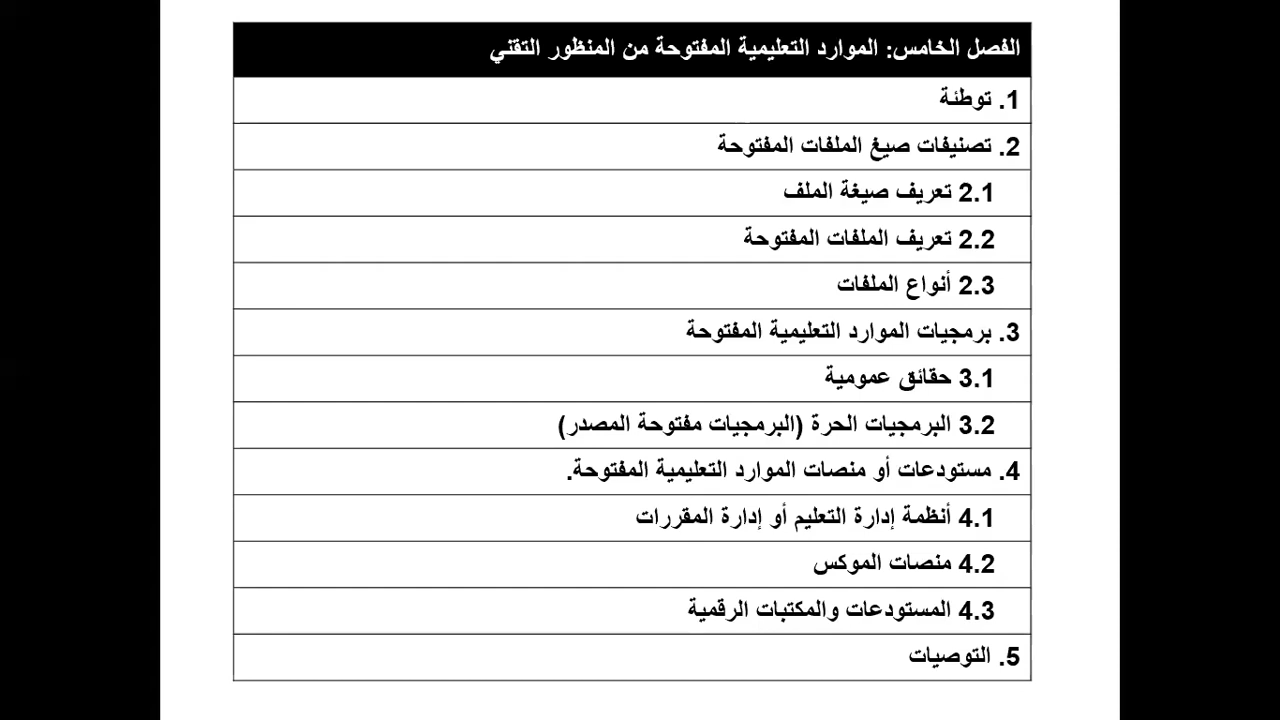 الفصل الخامس: الموارد التعليمية المفتوحة من المنظور التقني
1. توطئة
2. تصنيفات صيغ الملفات المفتوحة
2.1 تعريف صيغة الملف
2.2 تعريف الملفات المفتوحة
2.3 أنواع الملفات
3. برمجيات الموارد التعليمية المفتوحة
3.1 حقائق عمومية
3.2 البرمجيات الحرة (البرمجيات مفتوحة المصدر)
4. مستودعات أو منصات الموارد التعليمية المفتوحة.
4.1 أنظمة إدارة التعليم أو إدارة المقررات
4.2 منصات الموكس
4.3 المستودعات والمكتبات الرقمية
5. التوصيات